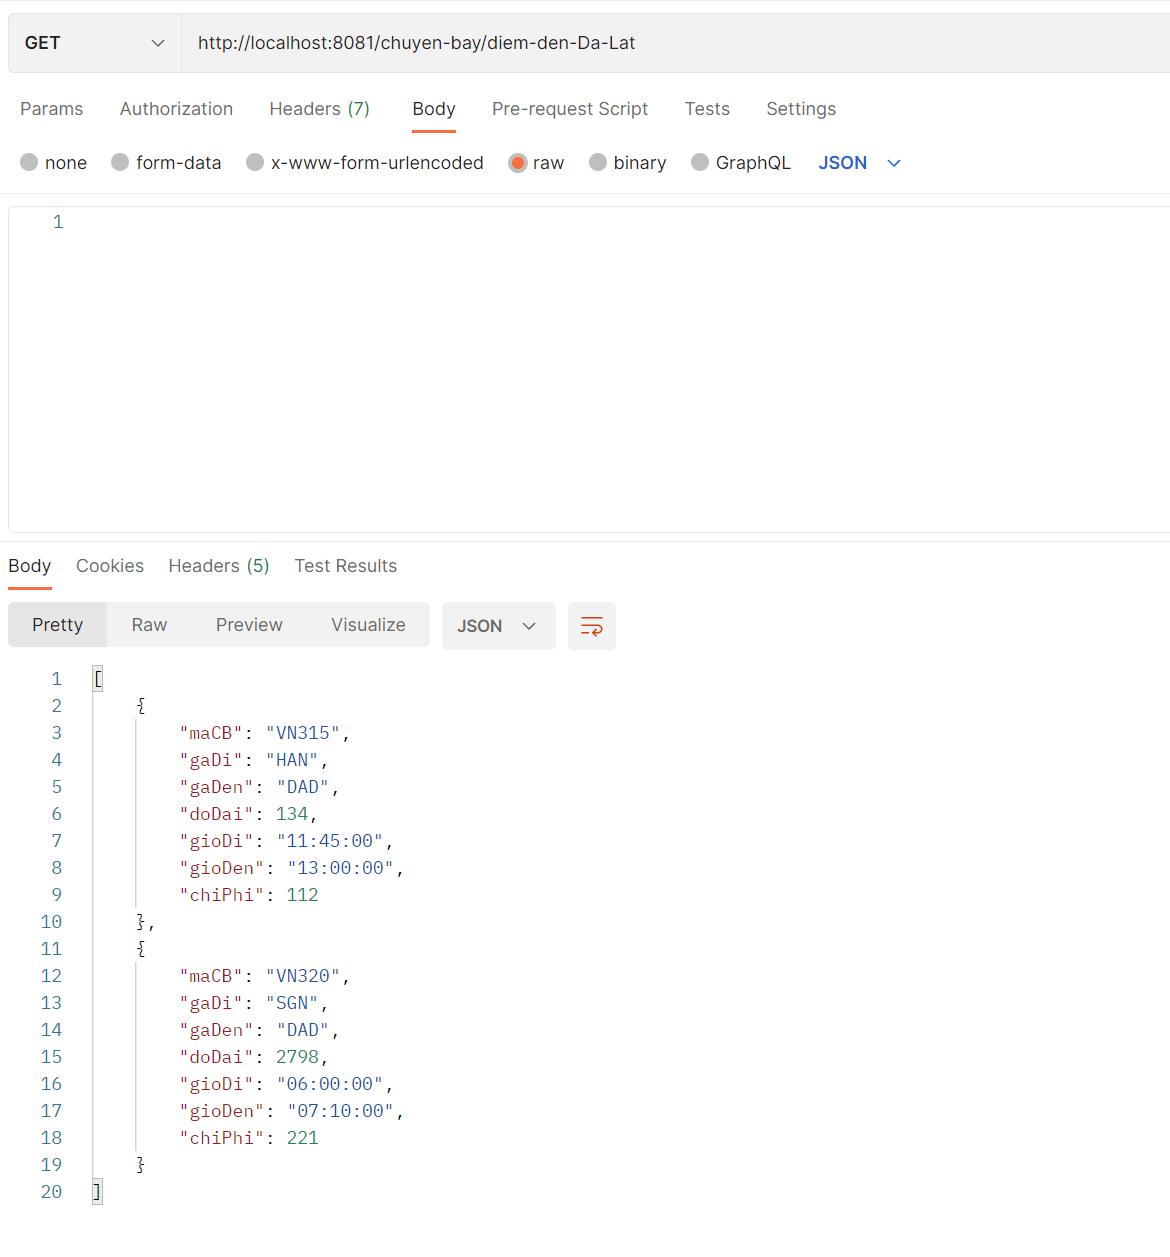 GET http://localhost:8081/chuyen-bay/diem-den-Da-Lat
Params Authorization Headers (7) Body Pre-request Script Tests Settings
none form-data x-www-form-urlencoded raw binary GraphQL JSON
1
Body Cookies Headers (5) Test Results
Pretty Raw Preview Visualize JSON
1 [
2 {
3 "maCB": "VN315",
4 "gaDi": "HAN",
5 "gaDen": "DAD",
6 "doDai": 134,
7 "gioDi": "11:45:00",
8 "gioDen": "13:00:00",
9 "chiPhi": 112
10 },
11 {
12 "maCB": "VN320",
13 "gaDi": "SGN",
14 "gaDen": "DAD",
15 "doDai": 2798,
16 "gioDi": "06:00:00",
17 "gioDen": "07:10:00",
18 "chiPhi": 221
19 }
20 ]